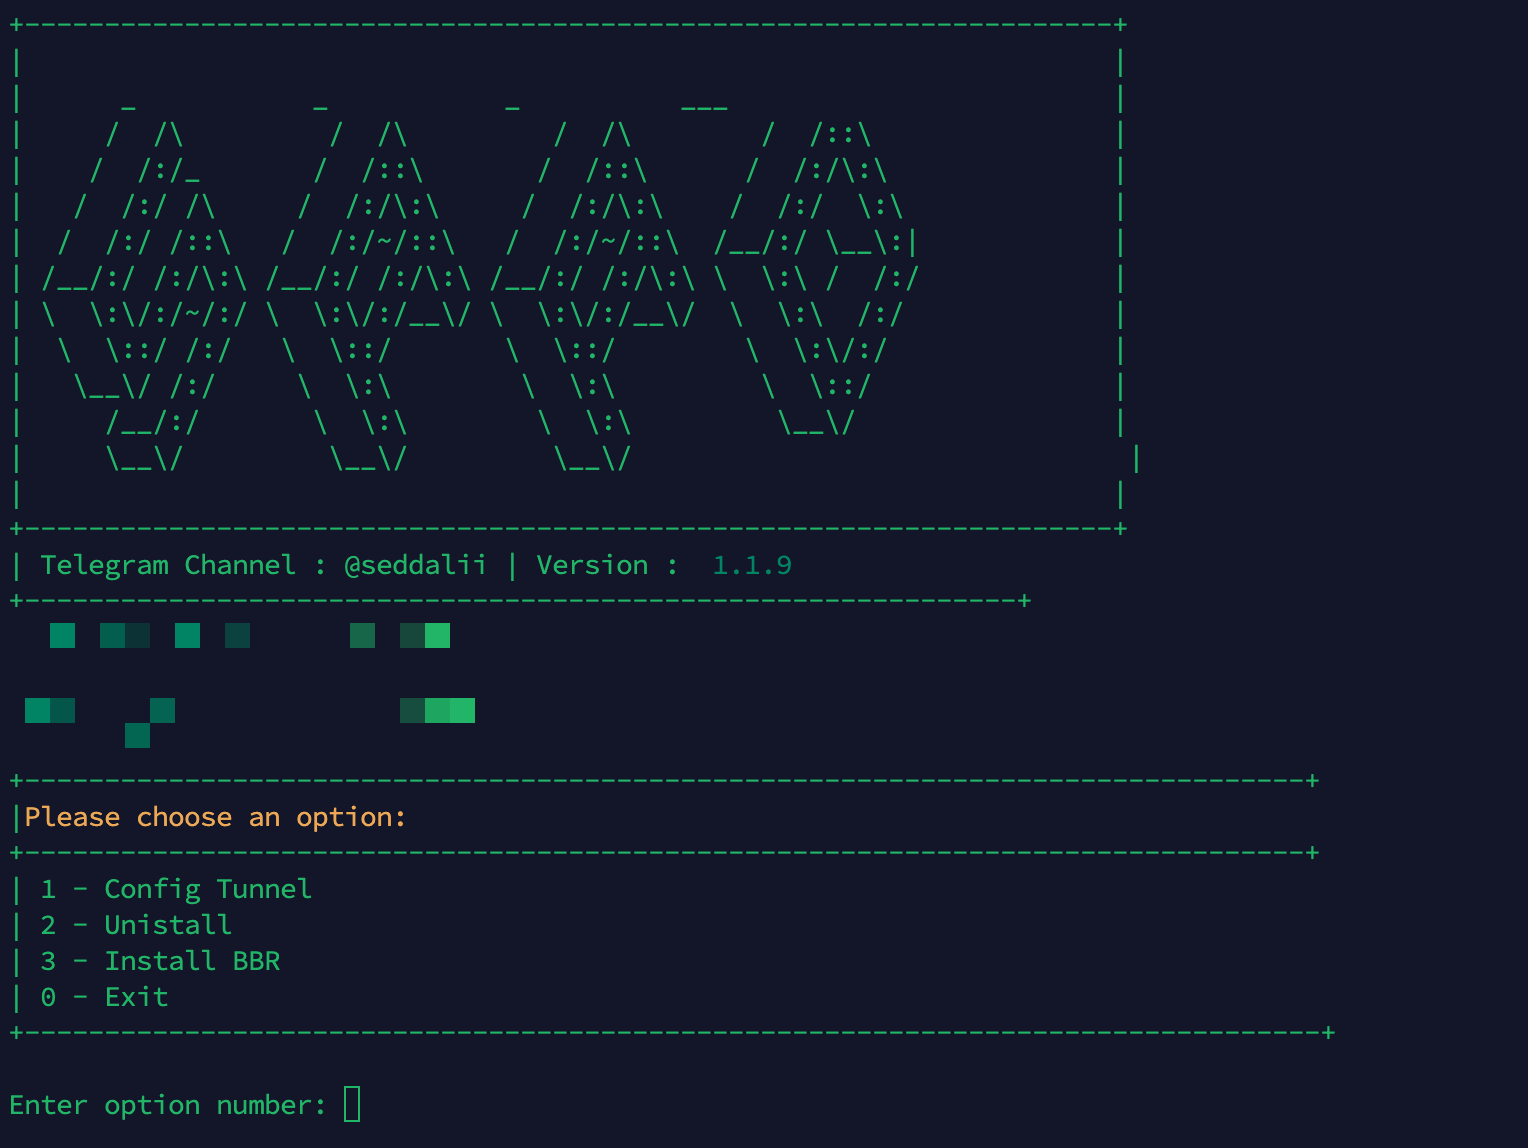 | Telegram Channel : @seddalii | Version :  1.1.9
|Please choose an option:
| 1 - Config Tunnel
| 2 - Unistall
| 3 - Install BBR
| 0 - Exit
Enter option number: